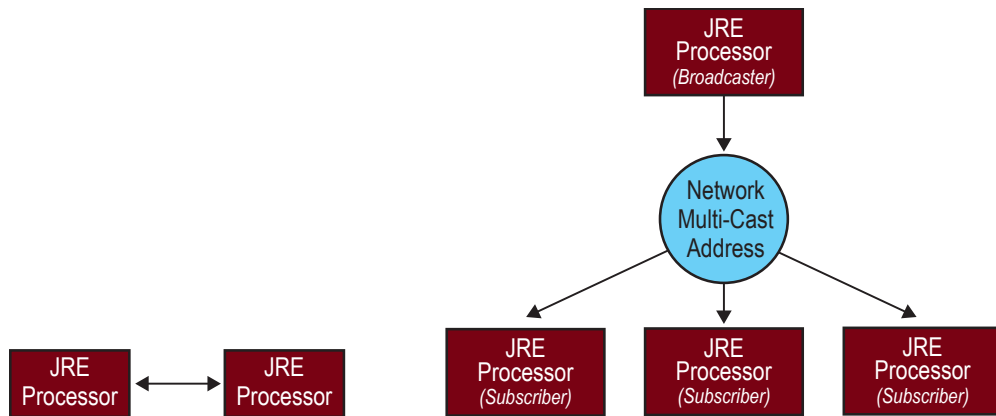 JRE
Processor
(Broadcaster)
Network
Multi-Cast
Address
JRE
Processor
JRE
Processor
JRE
Processor
(Subscriber)
JRE
Processor
(Subscriber)
JRE
Processor
(Subscriber)